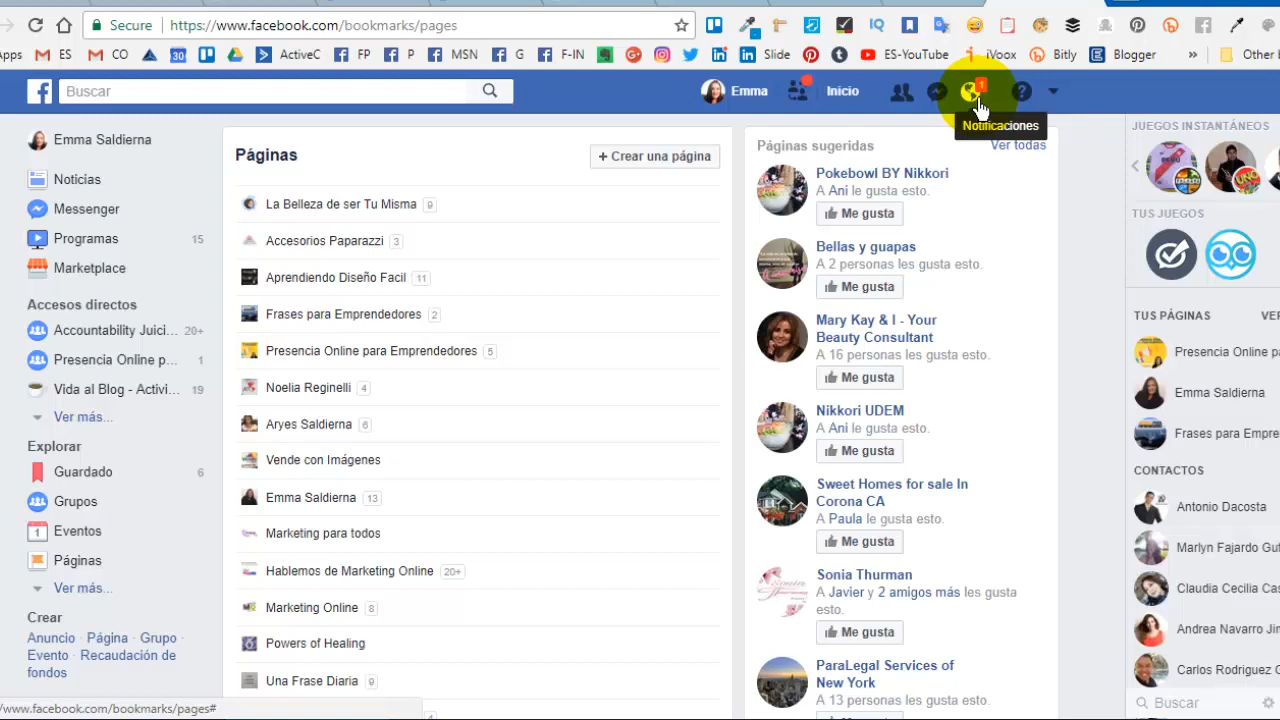 Secure
https://www.facebook.com/bookmarks/pages
Apps
ES
CO
30
ActiveC
FP
P
MSN
G
F-IN
Slide
ES-YouTube
iVoox
Bitly
Blogger
»
Other
Buscar
Emma
Inicio
1
Notificaciones
Emma Saldierna
Noticias
Messenger
Programas 15
Marketplace
Accesos directos
Accountability Juici... 20+
Presencia Online p... 1
Vida al Blog - Activi... 19
Ver más...
Explorar
Guardado 6
Grupos
Eventos
Páginas
Ver más...
Crear
Anuncio · Página · Grupo ·
Evento · Recaudación de
fondos
Páginas
+ Crear una página
La Belleza de ser Tu Misma 9
Accesorios Paparazzi 3
Aprendiendo Diseño Facil 11
Frases para Emprendedores 2
Presencia Online para Emprendedores 5
Noelia Reginelli 4
Aryes Saldierna 6
Vende con Imágenes
Emma Saldierna 13
Marketing para todos
Hablemos de Marketing Online 20+
Marketing Online 8
Powers of Healing
Una Frase Diaria 9
4
Páginas sugeridas
Ver todas
Pokebowl BY Nikkori
A Ani le gusta esto.
Me gusta
Bellas y guapas
A 2 personas les gusta esto.
Me gusta
Mary Kay & I - Your
Beauty Consultant
A 16 personas les gusta esto.
Me gusta
Nikkori UDEM
A Ani le gusta esto.
Me gusta
Sweet Homes for sale In
Corona CA
A Paula le gusta esto.
Me gusta
Sonia Thurman
A Javier y 2 amigos más les gusta
esto.
Me gusta
ParaLegal Services of
New York
A 13 personas les gusta esto.
Me gusta
JUEGOS INSTANTÁNEOS
UNO
TUS JUEGOS
TUS PÁGINAS
VER
Presencia Online pa
Emma Saldierna
Frases para Empre
CONTACTOS
Antonio Dacosta
Marlyn Fajardo Gut
Claudia Cecilia Cas
Andrea Navarro Jim
Carlos Rodriguez C
Buscar
/www.facebook.com/bookmarks/pages#